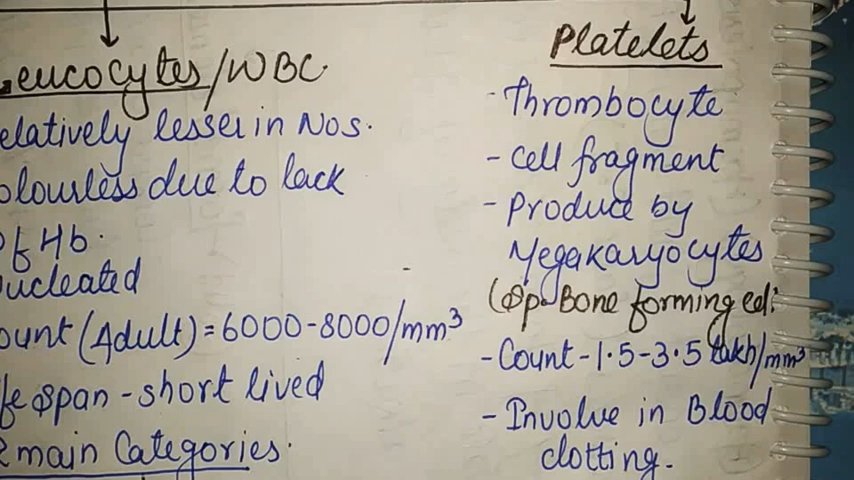 eucocytes/WBC.
elatively lesser in Nos.
olourless due to lack
of Hb.
ucleated
ount (Adult) = 6000-8000/mm³
fe span - short lived
2 main Categories.
Platelets
- Thrombocyte
- Cell fragment
- Produce by
Megakaryocytes
(Sp. Bone forming cell
- Count - 1.5-3.5 lakh/mm³
- Involve in Blood
clotting.